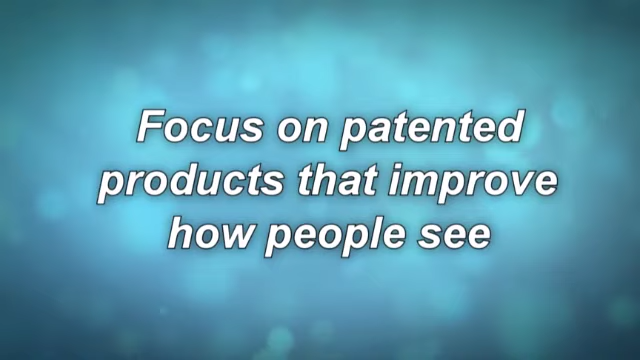 Focus on patented
products that improve
how people see